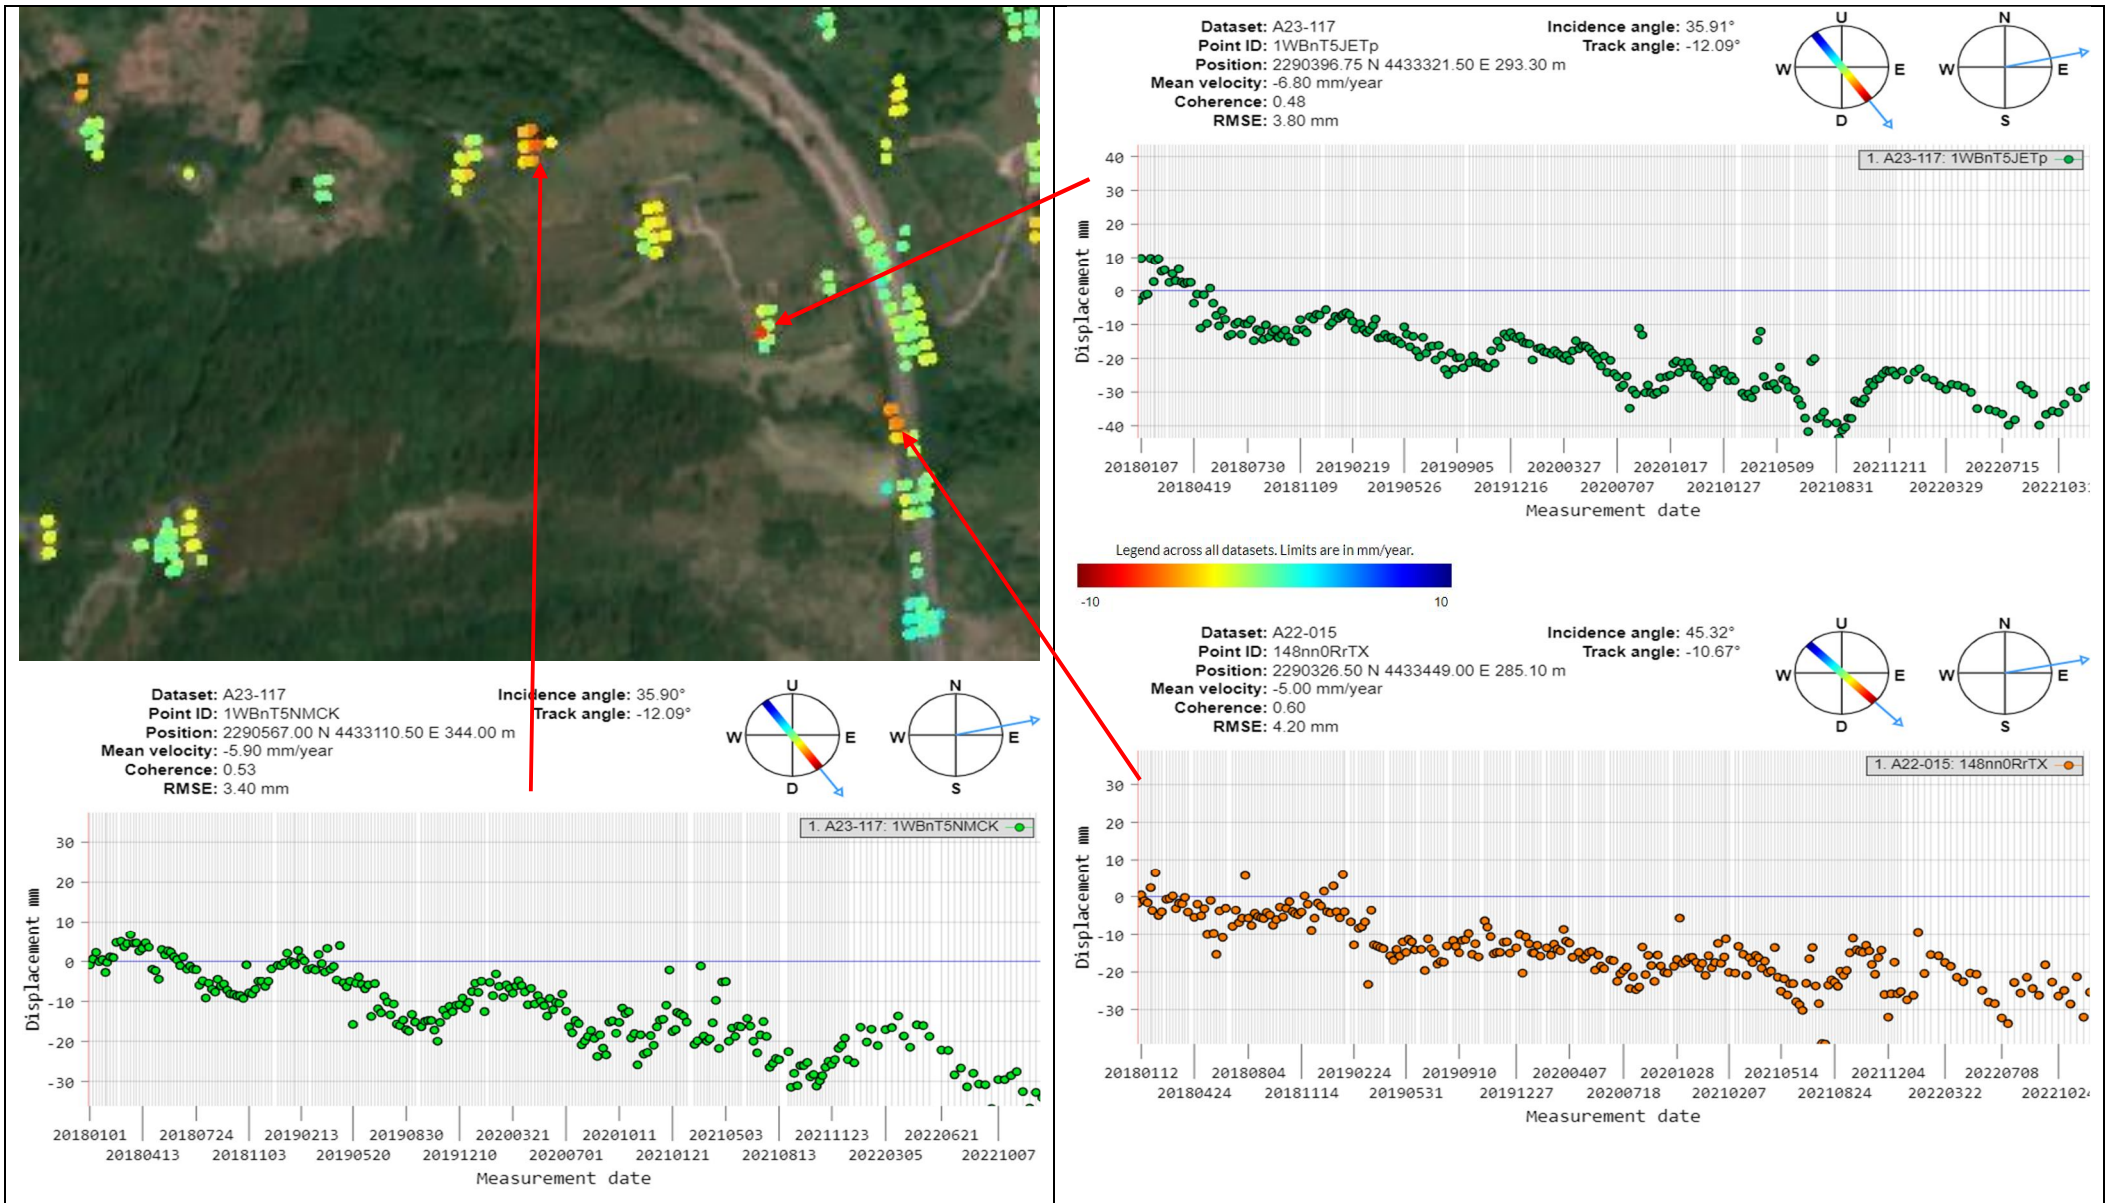 Dataset: A23-117
Point ID: 1WBnT5JETp
Position: 2290396.75 N 4433321.50 E 293.30 m
Mean velocity: -6.80 mm/year
Coherence: 0.48
RMSE: 3.80 mm
Incidence angle: 35.91°
Track angle: -12.09°
U
W E
D
N
W E
S
1. A23-117: 1WBnT5JETp
Displacement mm
40
30
20
10
0
-10
-20
-30
-40
20180107 20180730 20190219 20190905 20200327 20201017 20210509 20211211 20220715
20180419 20181109 20190526 20191216 20200707 20210127 20210831 20220329 2022103
Measurement date
Legend across all datasets. Limits are in mm/year.
-10 10
Dataset: A22-015
Point ID: 148nn0RrTX
Position: 2290326.50 N 4433449.00 E 285.10 m
Mean velocity: -5.00 mm/year
Coherence: 0.60
RMSE: 4.20 mm
Incidence angle: 45.32°
Track angle: -10.67°
U
W E
D
N
W E
S
1. A22-015: 148nn0RrTX
Displacement mm
30
20
10
0
-10
-20
-30
20180112 20180804 20190224 20190910 20200407 20201028 20210514 20211204 20220708
20180424 20181114 20190531 20191227 20200718 20210207 20210824 20220322 2022102
Measurement date
Dataset: A23-117
Point ID: 1WBnT5NMCK
Position: 2290567.00 N 4433110.50 E 344.00 m
Mean velocity: -5.90 mm/year
Coherence: 0.53
RMSE: 3.40 mm
Incidence angle: 35.90°
Track angle: -12.09°
U
W E
D
N
W E
S
1. A23-117: 1WBnT5NMCK
Displacement mm
30
20
10
0
-10
-20
-30
20180101 20180724 20190213 20190830 20200321 20201011 20210503 20211123 20220621
20180413 20181103 20190520 20191210 20200701 20210121 20210813 20220305 20221007
Measurement date